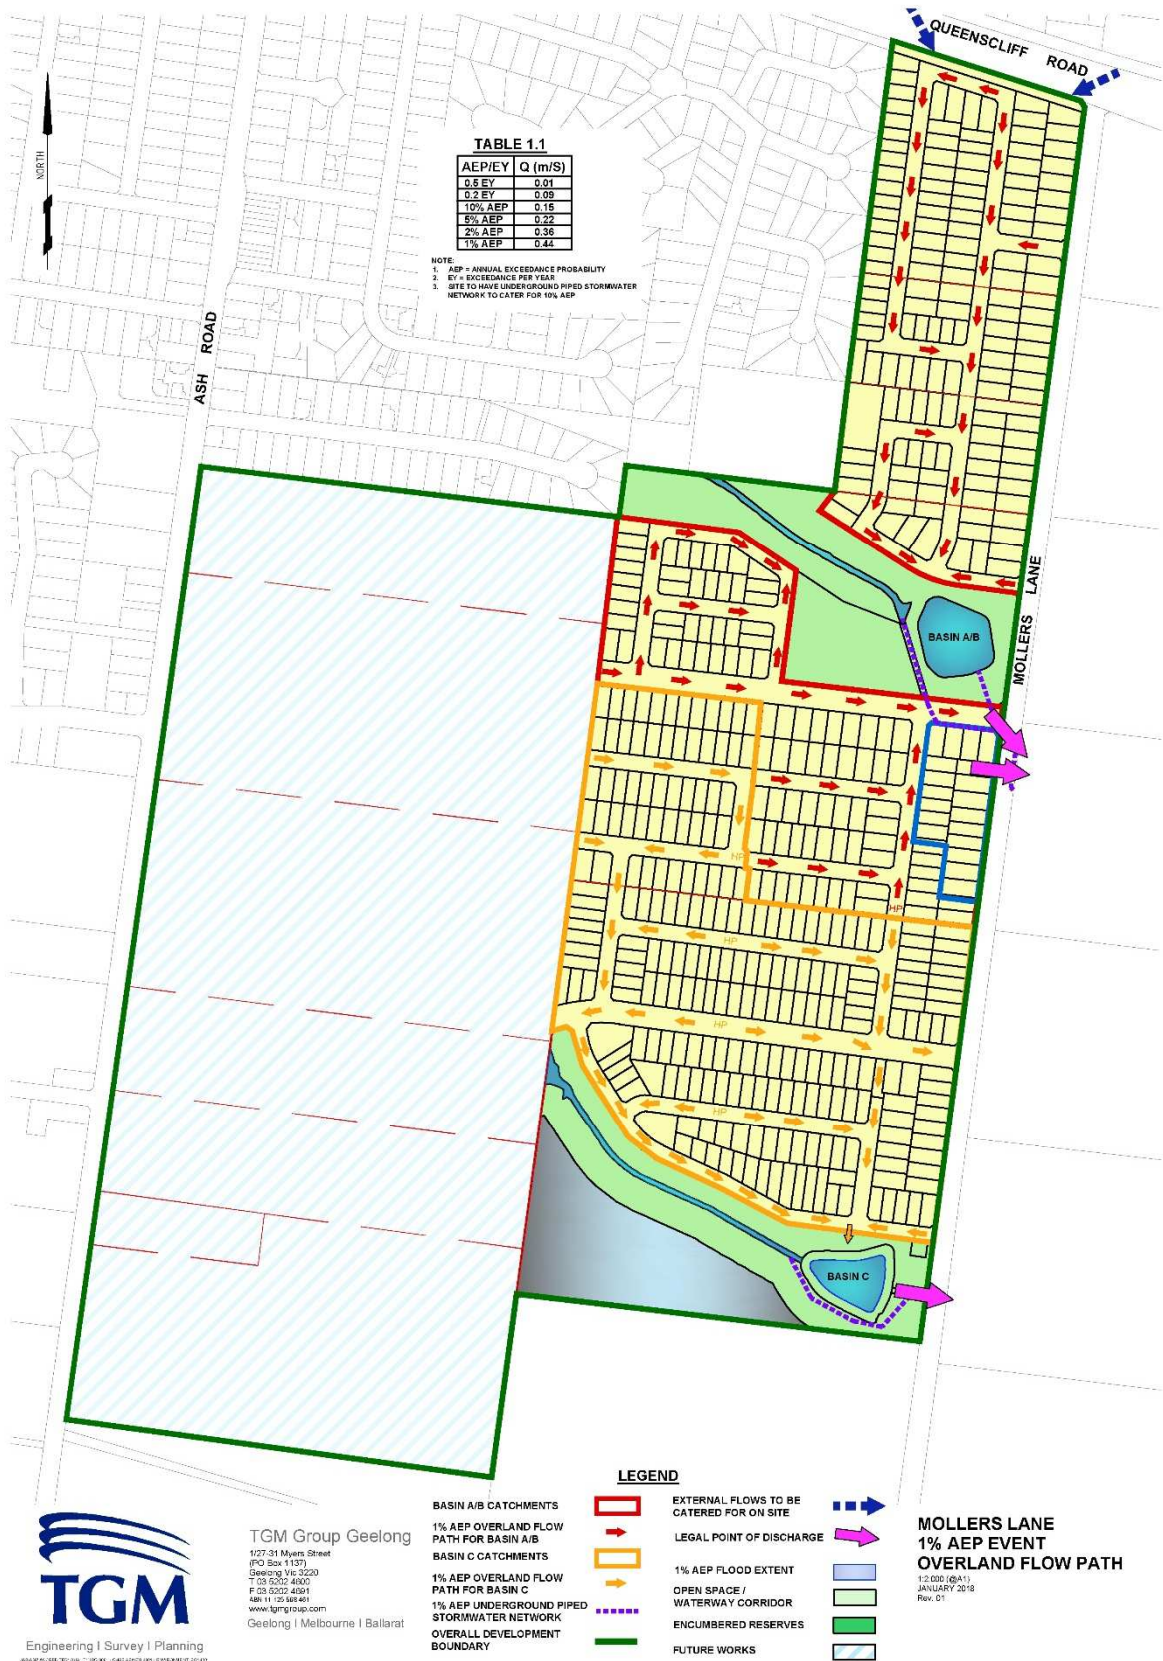 QUEENSCLIFF ROAD
NORTH
TABLE 1.1
AEP/EY Q (m/S)
0.5 EY 0.01
0.2 EY 0.09
10% AEP 0.15
5% AEP 0.22
2% AEP 0.36
1% AEP 0.44
NOTE:
1. AEP = ANNUAL EXCEEDANCE PROBABILITY
2. EY = EXCEEDANCE PER YEAR
3. SITE TO HAVE UNDERGROUND PIPED STORMWATER
NETWORK TO CATER FOR 10% AEP
ASH ROAD
MOLLERS LANE
BASIN A/B
HP
HP
HP
HP
HP
BASIN C
LEGEND
BASIN A/B CATCHMENTS
1% AEP OVERLAND FLOW
PATH FOR BASIN A/B
BASIN C CATCHMENTS
1% AEP OVERLAND FLOW
PATH FOR BASIN C
1% AEP UNDERGROUND PIPED
STORMWATER NETWORK
OVERALL DEVELOPMENT
BOUNDARY
EXTERNAL FLOWS TO BE
CATERED FOR ON SITE
LEGAL POINT OF DISCHARGE
1% AEP FLOOD EXTENT
OPEN SPACE /
WATERWAY CORRIDOR
ENCUMBERED RESERVES
FUTURE WORKS
MOLLERS LANE
1% AEP EVENT
OVERLAND FLOW PATH
1:2,000 (@A1)
JANUARY 2018
Rev. 01
TGM
Engineering I Survey I Planning
TGM Group Geelong
1/27-31 Myers Street
(PO Box 1137)
Geelong Vic 3220
T 03 5202 4600
F 03 5202 4691
www.tgmgroup.com
Geelong I Melbourne I Ballarat